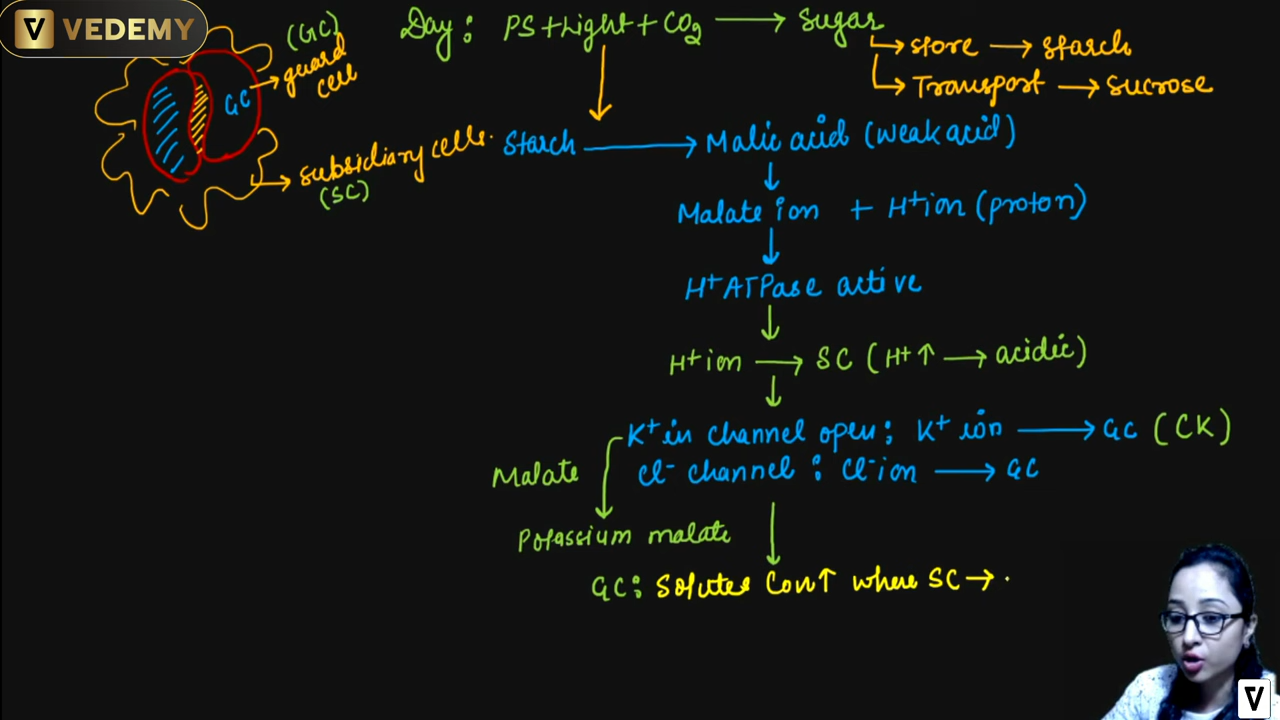 V VEDEMY
(GC)
guard
cell
GC
subsidiary cells.
(SC)
Day: PS + Light + CO2 → Sugar
→ store → starch
→ Transport → sucrose
Starch → Malic acid (weak acid)
↓
Malate ion + H+ ion (proton)
↓
H+ ATPase active
↓
H+ ion → SC (H+↑ → acidic)
↓
K+ in channel open: K+ ion → GC (CK)
Cl- channel: Cl- ion → GC
Malate
Potassium malate
GC: Solutes Con↑ where SC → .
V